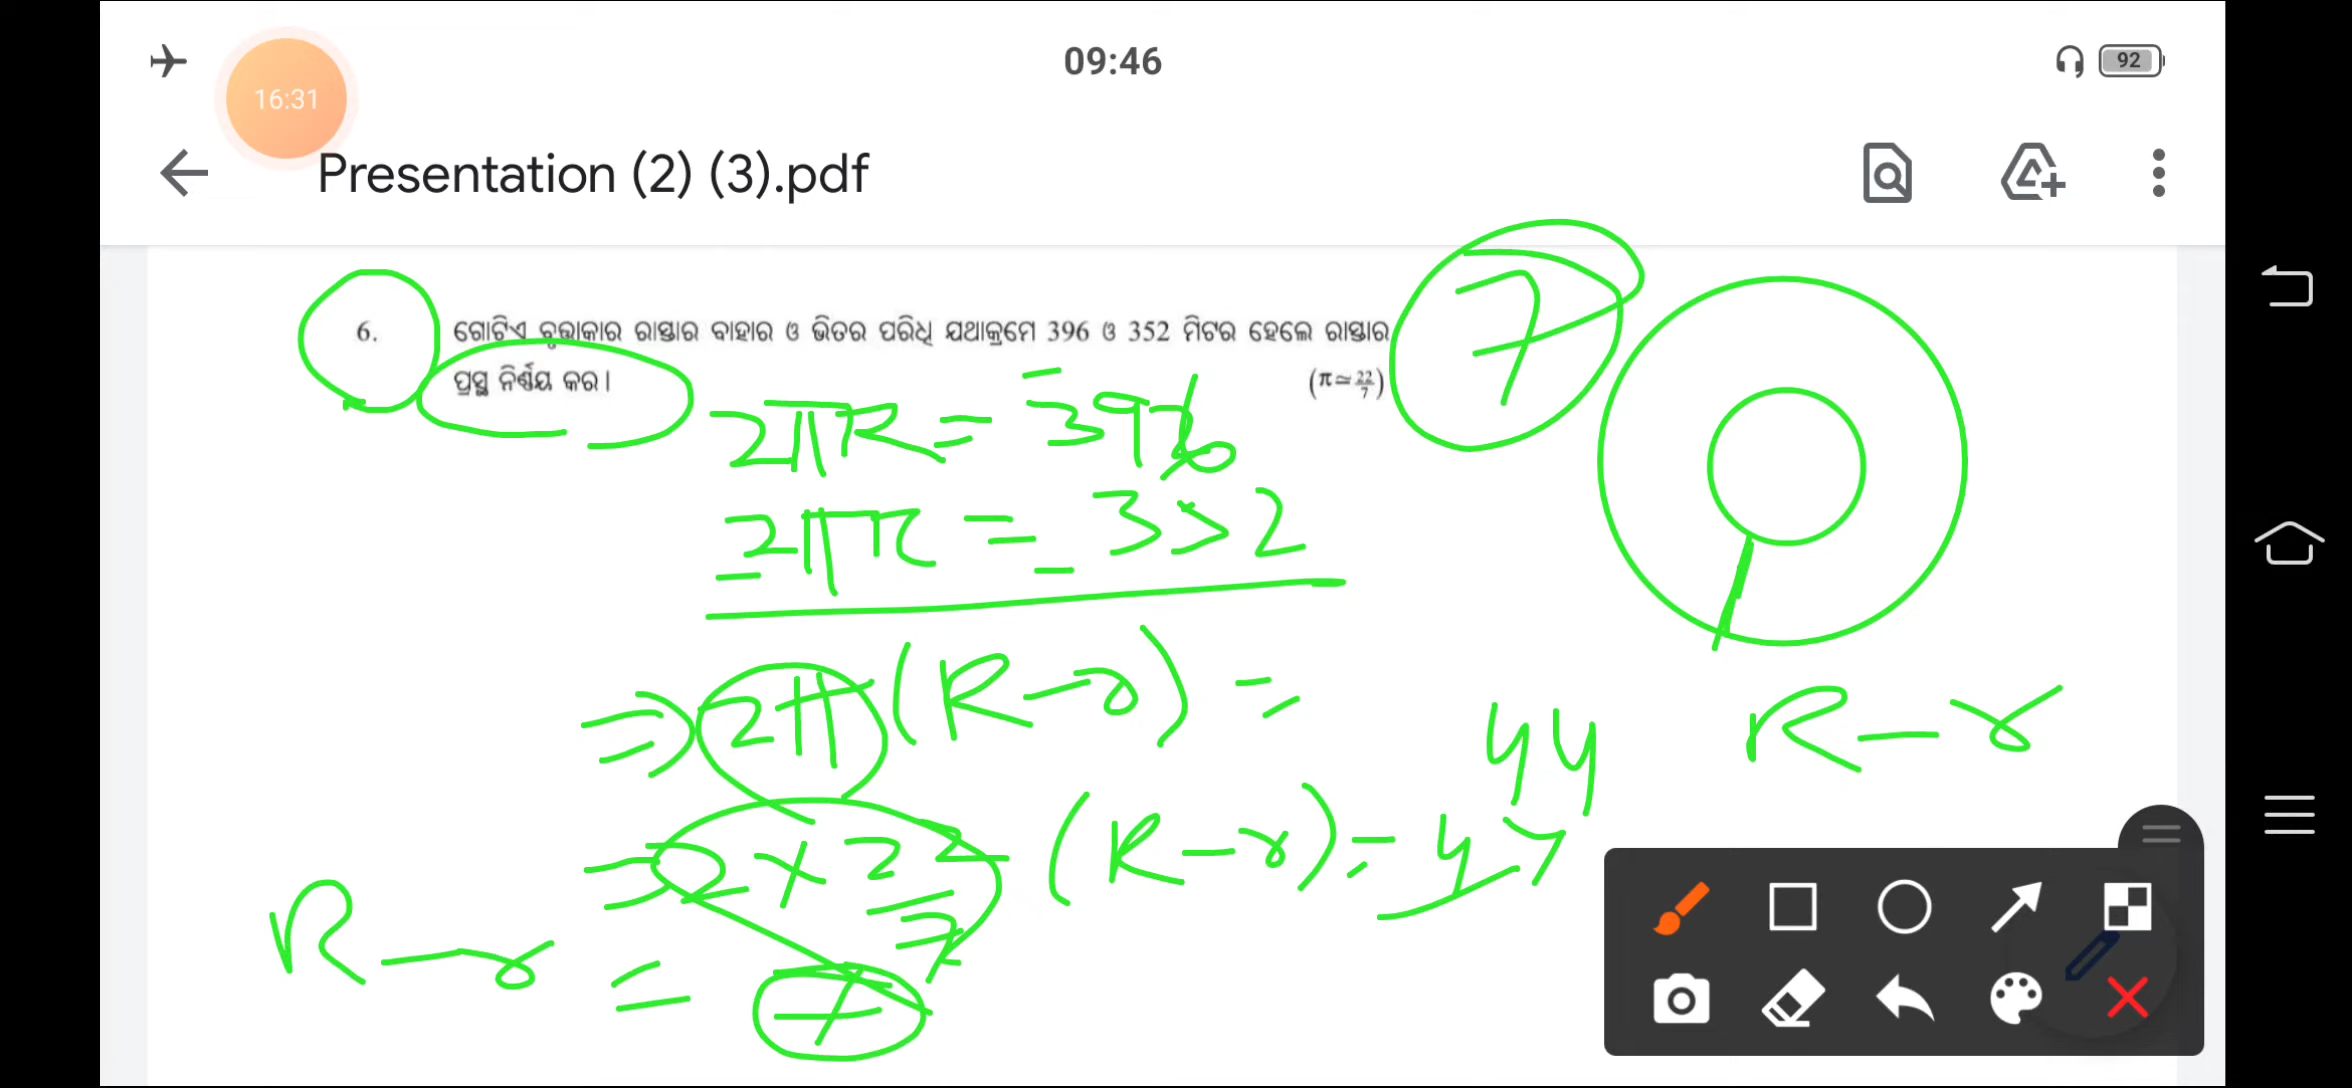 09:46
92
16:31
Presentation (2) (3).pdf
6. ଗୋଟିଏ ବୃତ୍ତାକାର ରାସ୍ତାର ବାହାର ଓ ଭିତର ପରିଧି ଯଥାକ୍ରମେ 396 ଓ 352 ମିଟର ହେଲେ ରାସ୍ତାର
ପ୍ରସ୍ଥ ନିର୍ଣ୍ଣୟ କର। (π≃22/7)
7
2πR = 396
2πr = 352
⇒ 2π(R-r) =
44
R-r
⇒ 2×22/7 (R-r) = 44
R-r = 7